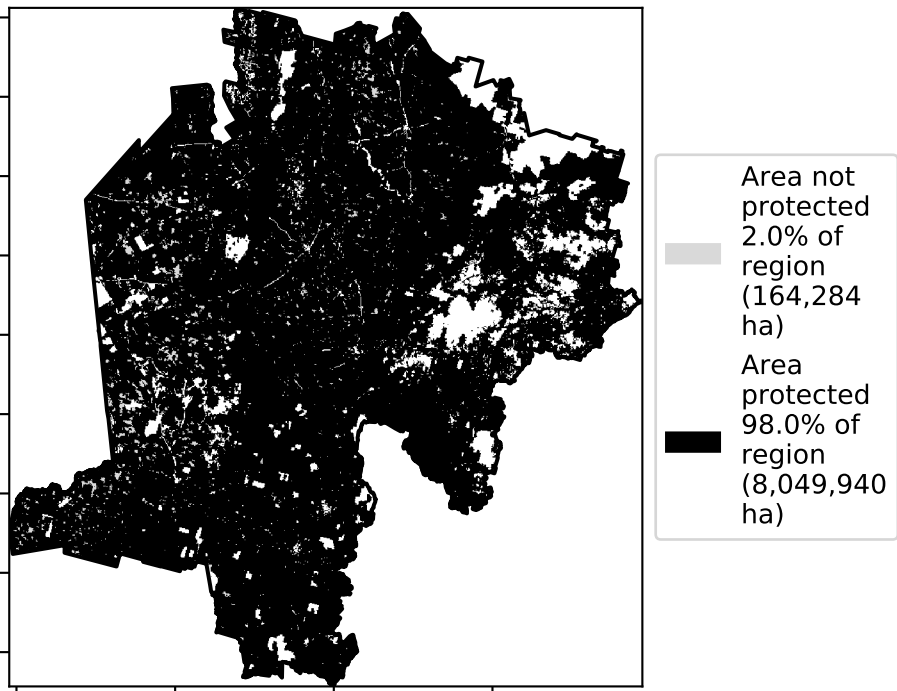 Area not
protected
2.0% of
region
(164,284
ha)
Area
protected
98.0% of
region
(8,049,940
ha)